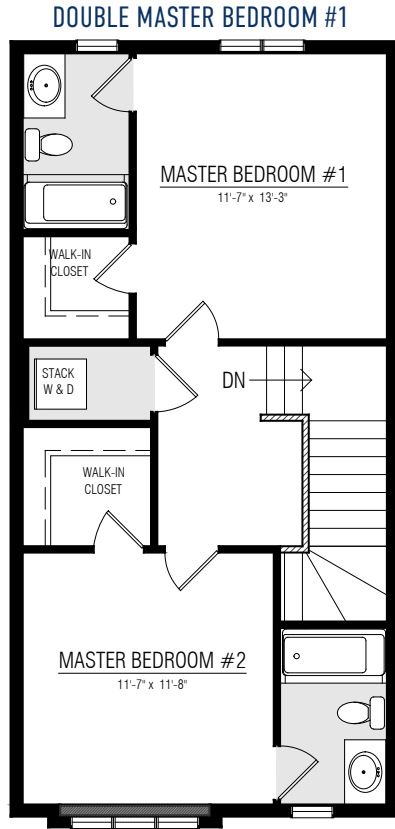 DOUBLE MASTER BEDROOM #1
MASTER BEDROOM #1
11'-7" x 13'-3"
WALK-IN
CLOSET
STACK
W & D
DN
WALK-IN
CLOSET
MASTER BEDROOM #2
11'-7" x 11'-8"